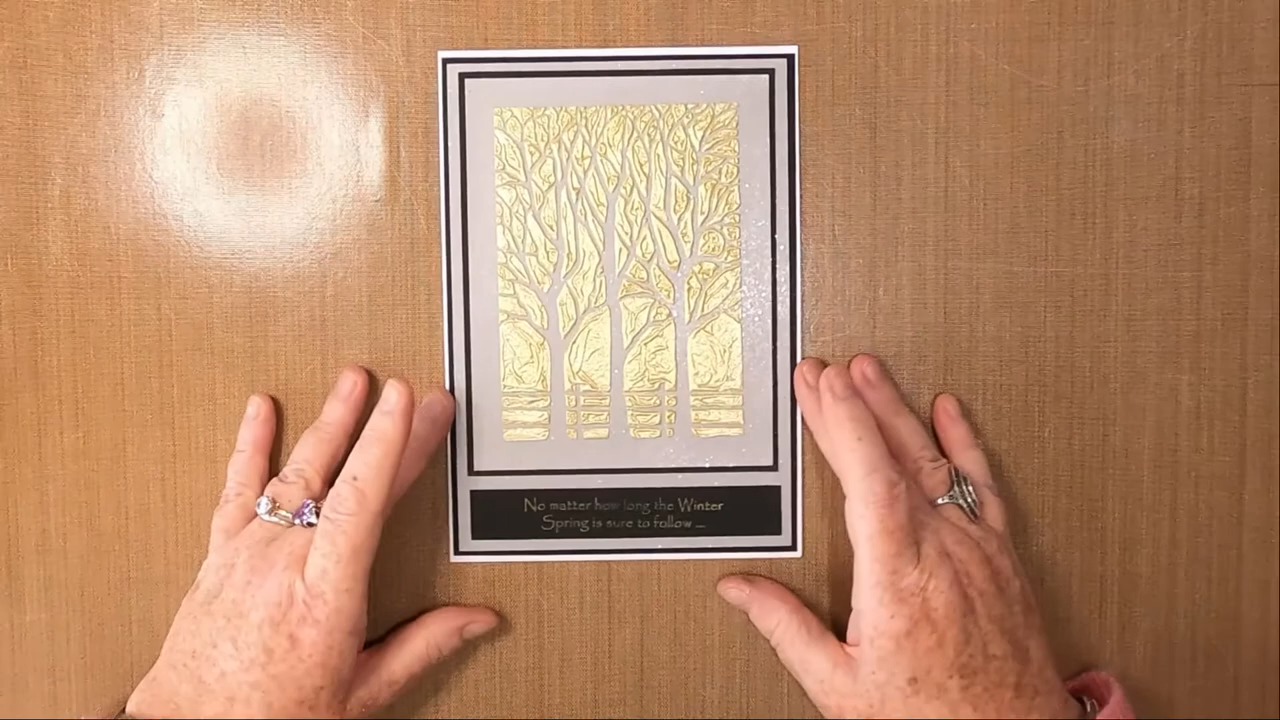 No matter how long the Winter
Spring is sure to follow ...